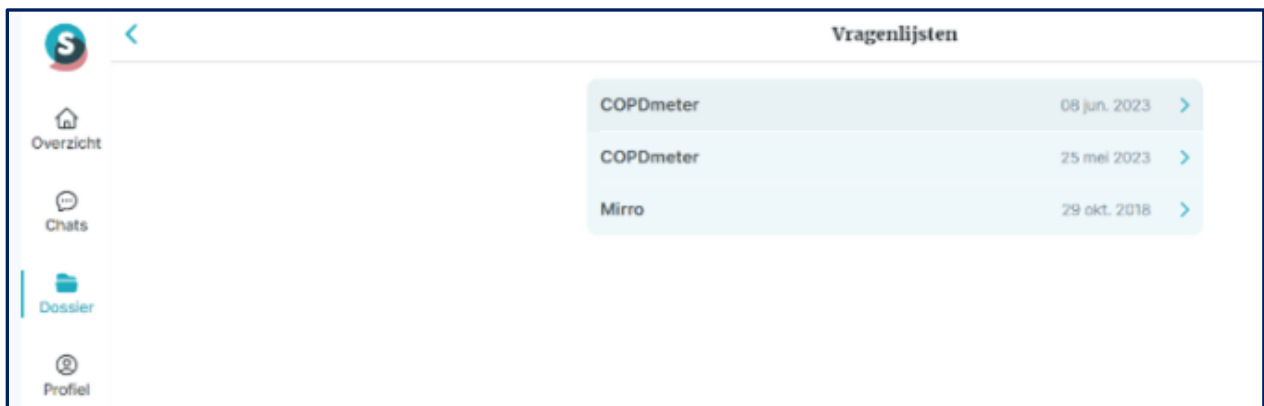 S
Vragenlijsten
Overzicht
Chats
Dossier
Profiel
COPDmeter 08 jun. 2023
COPDmeter 25 mei 2023
Mirro 29 okt. 2018